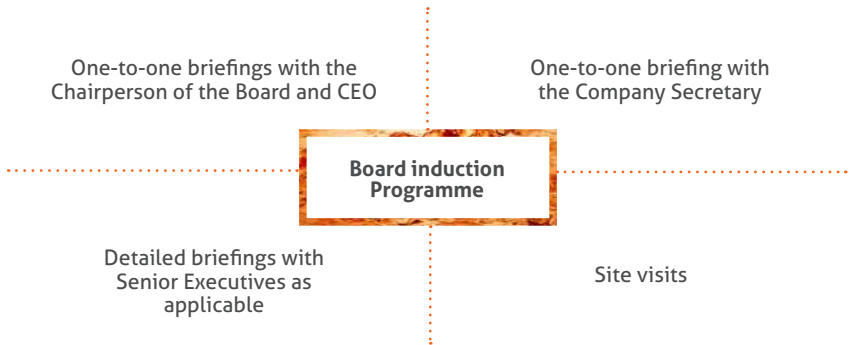 One-to-one briefings with the
Chairperson of the Board and CEO
One-to-one briefing with
the Company Secretary
Board induction
Programme
Detailed briefings with
Senior Executives as
applicable
Site visits